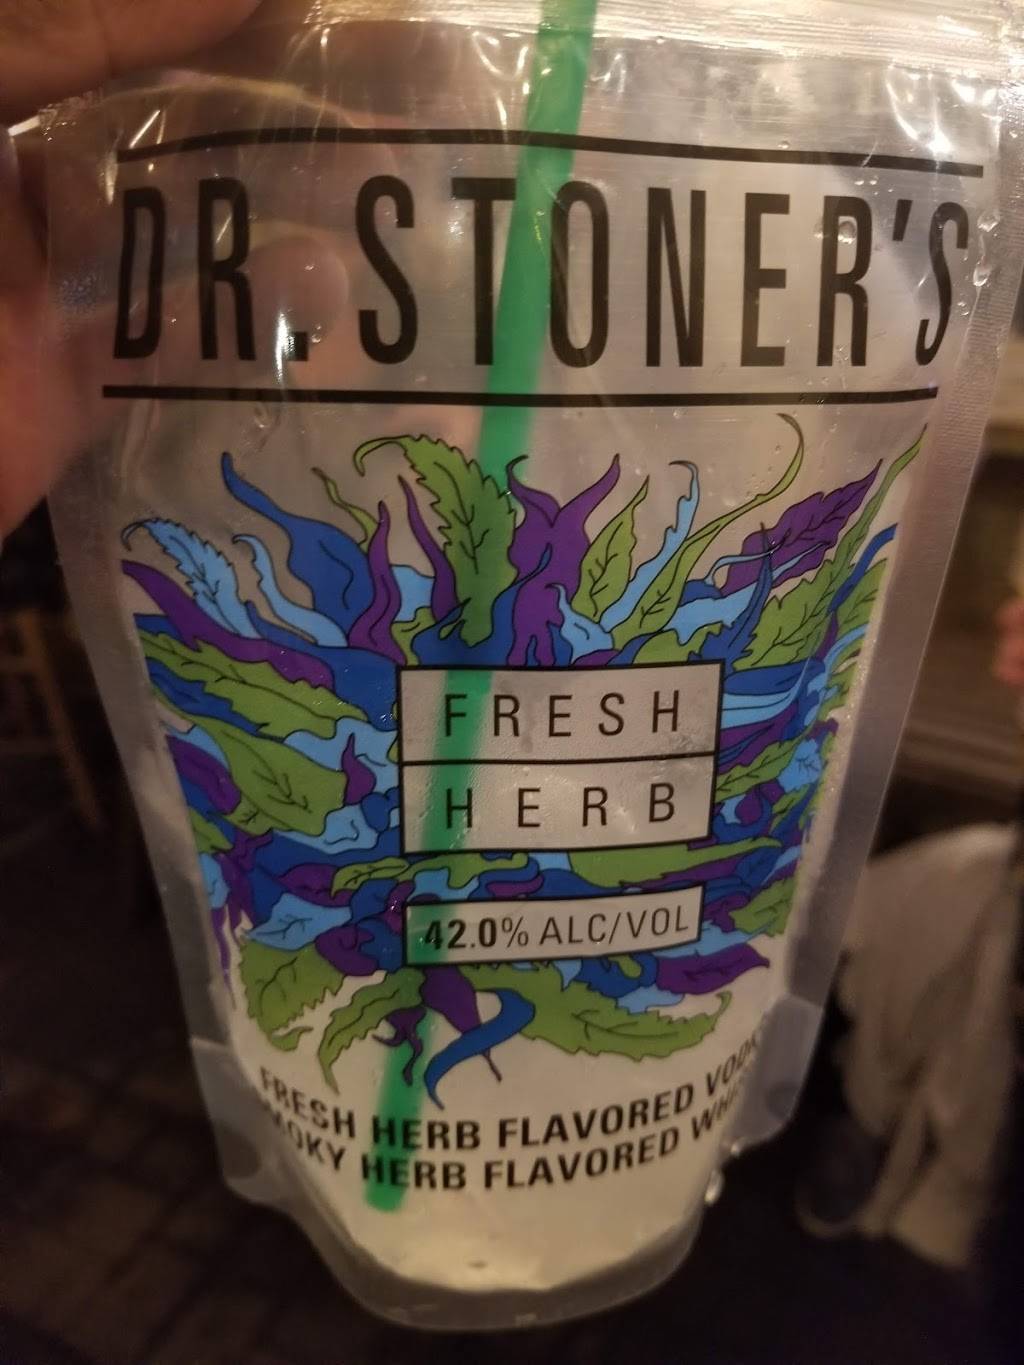 DR. STONER'S
FRESH
HERB
42.0% ALC/VOL
FRESH HERB FLAVORED
HERB FLAVORED